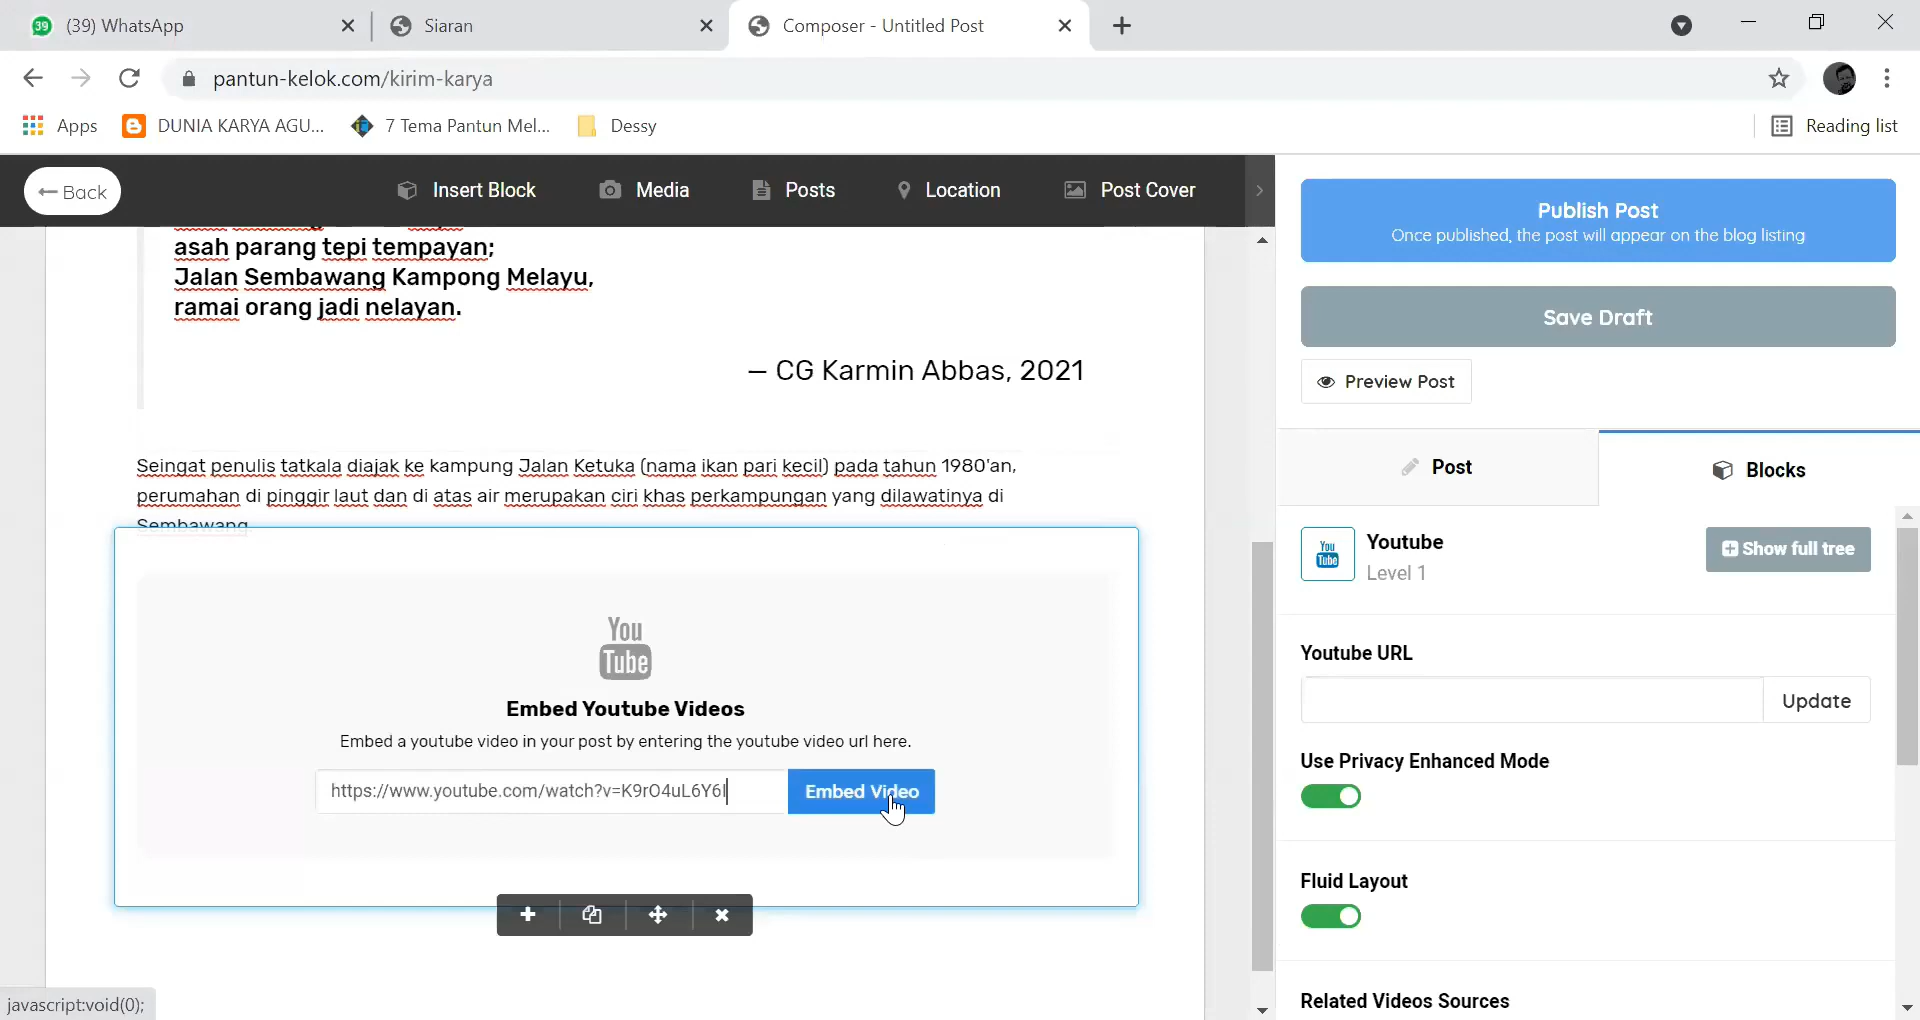 39 (39) WhatsApp
Siaran
Composer - Untitled Post
pantun-kelok.com/kirim-karya
Apps
DUNIA KARYA AGU...
7 Tema Pantun Mel...
Dessy
Reading list
Back
Insert Block
Media
Posts
Location
Post Cover
asah parang tepi tempayan;
Jalan Sembawang Kampong Melayu,
ramai orang jadi nelayan.
– CG Karmin Abbas, 2021
Seingat penulis tatkala diajak ke kampung Jalan Ketuka (nama ikan pari kecil) pada tahun 1980'an,
perumahan di pinggir laut dan di atas air merupakan ciri khas perkampungan yang dilawatinya di
Sembawang
You
Tube
Embed Youtube Videos
Embed a youtube video in your post by entering the youtube video url here.
https://www.youtube.com/watch?v=K9rO4uL6Y6I
Embed Video
javascript:void(0);
Publish Post
Once published, the post will appear on the blog listing
Save Draft
Preview Post
Post
Blocks
You
Tube
Youtube
Level 1
Show full tree
Youtube URL
Update
Use Privacy Enhanced Mode
Fluid Layout
Related Videos Sources